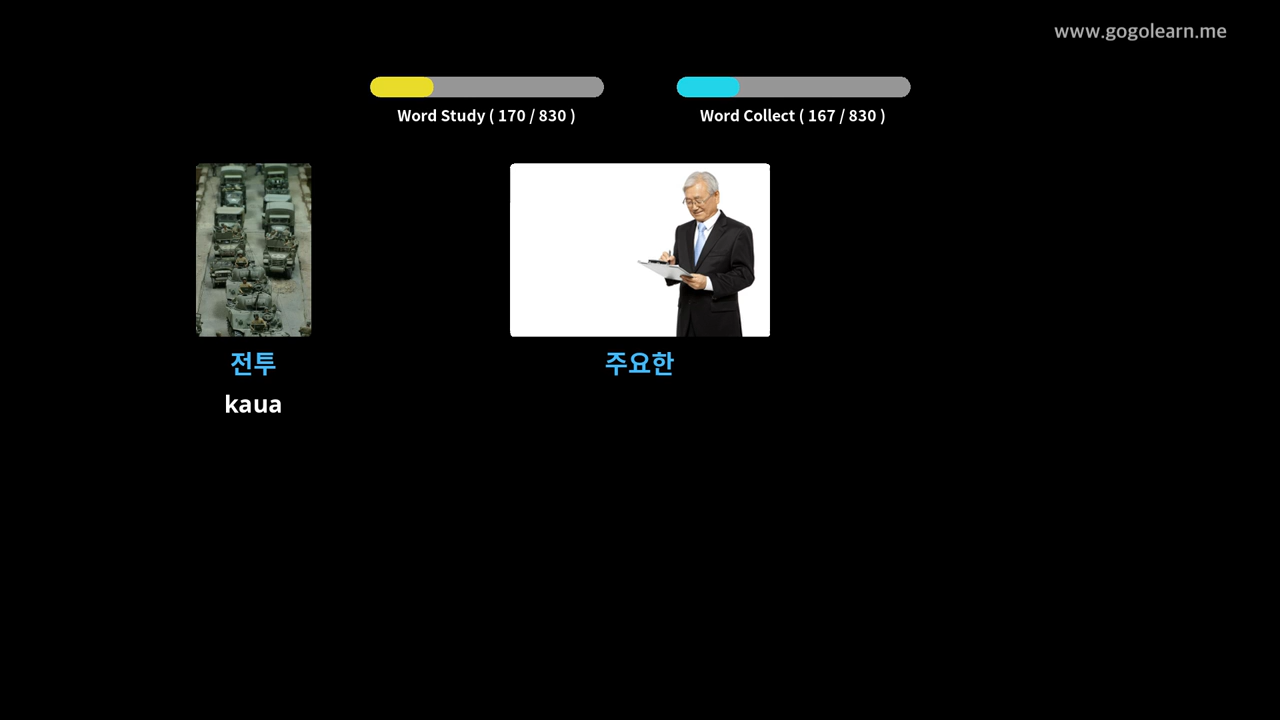 www.gogolearn.me
Word Study ( 170 / 830 )
Word Collect ( 167 / 830 )
전투
kaua
주요한